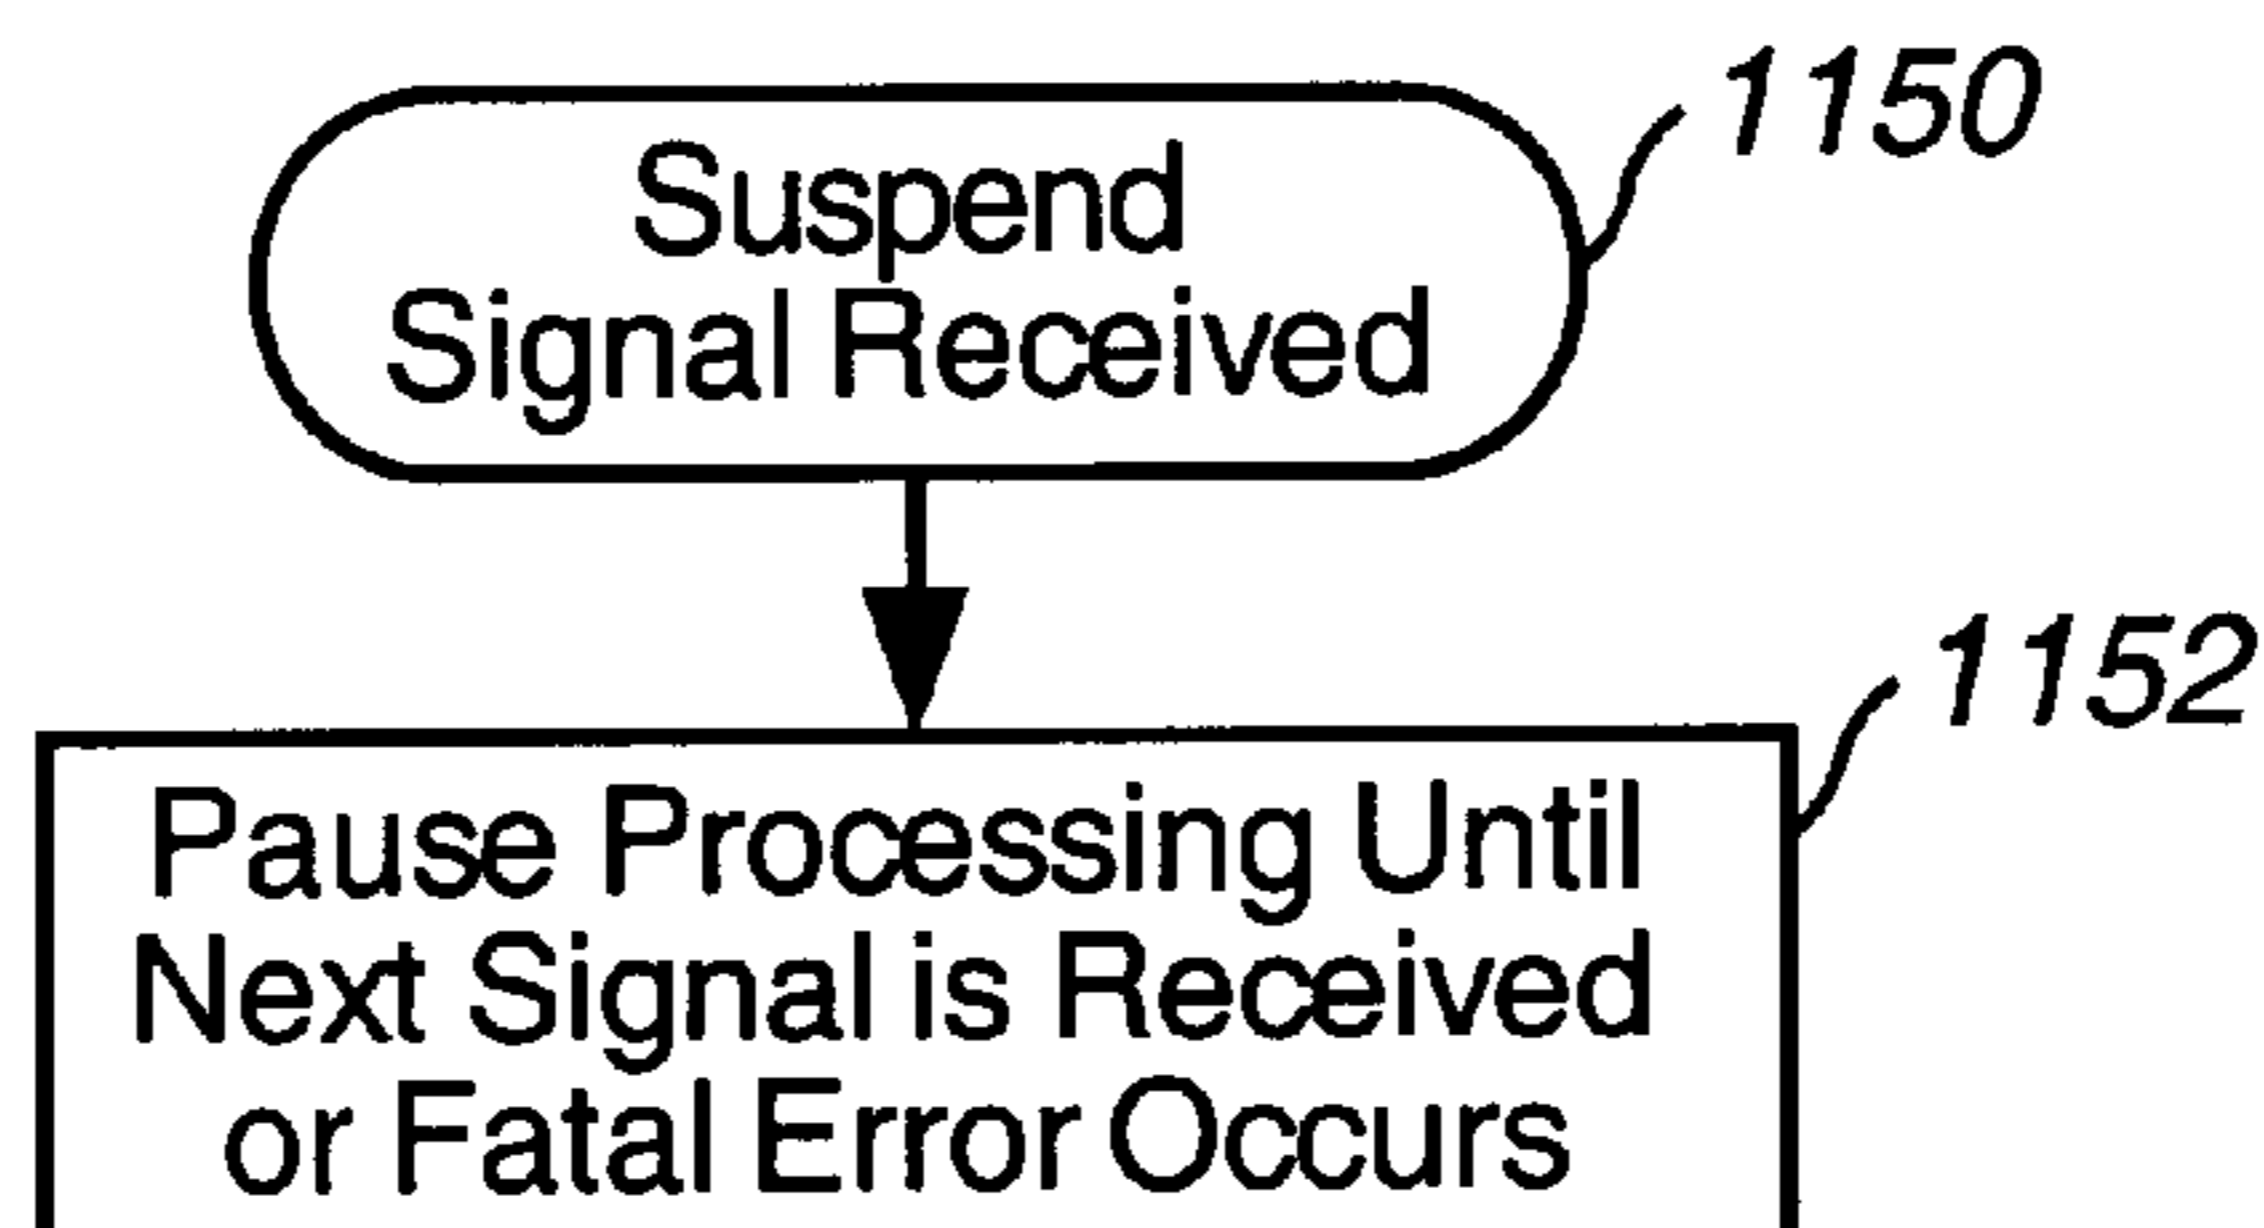 1150
Suspend
Signal Received
1152
Pause Processing Until
Next Signal is Received
or Fatal Error Occurs